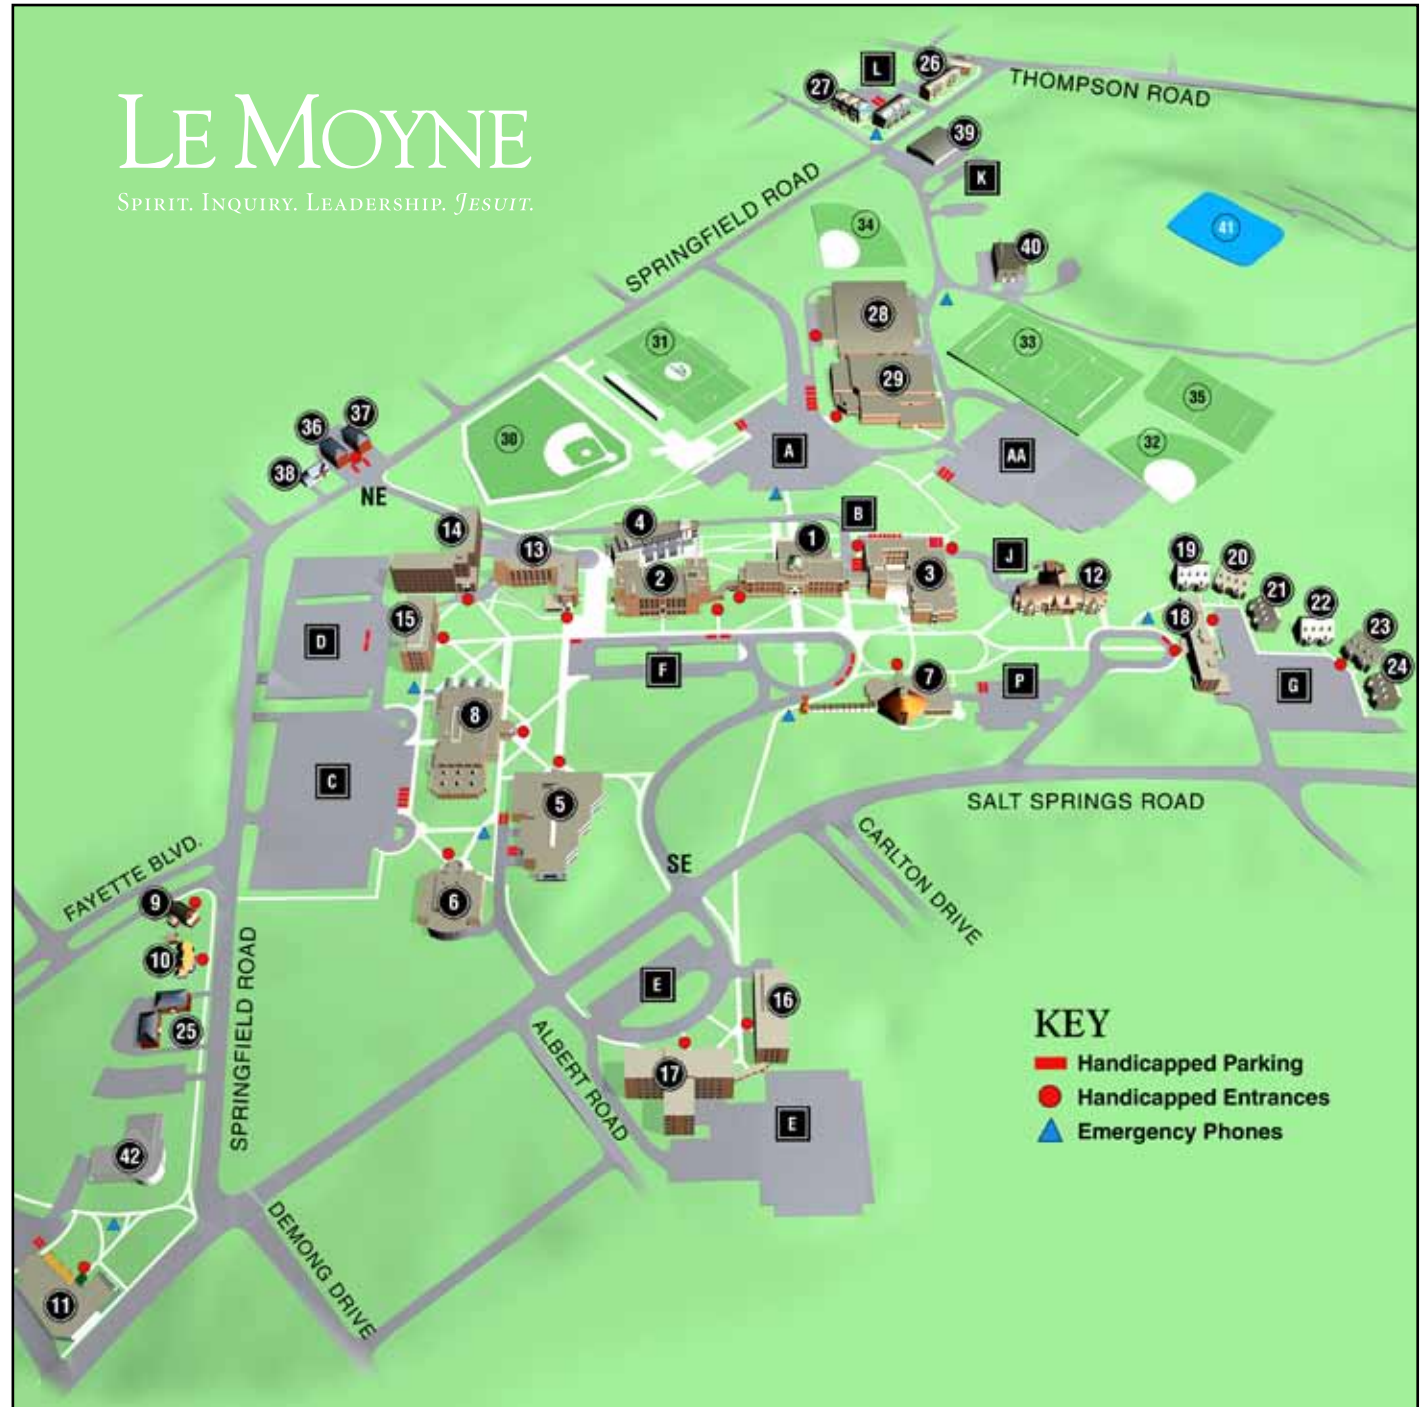 LE MOYNE
SPIRIT. INQUIRY. LEADERSHIP. JESUIT.
L
26
27
THOMPSON ROAD
39
K
SPRINGFIELD ROAD
34
41
40
28
31
33
29
35
37
36
30
32
A
AA
38
NE
14
4
B
13
1
J
19
20
2
3
12
21
15
18
22
D
23
F
7
P
24
G
8
C
5
SALT SPRINGS ROAD
CARLTON DRIVE
SE
FAYETTE BLVD.
9
6
10
SPRINGFIELD ROAD
E
16
25
KEY
ALBERT ROAD
Handicapped Parking
17
Handicapped Entrances
E
Emergency Phones
42
DEMONG DRIVE
11